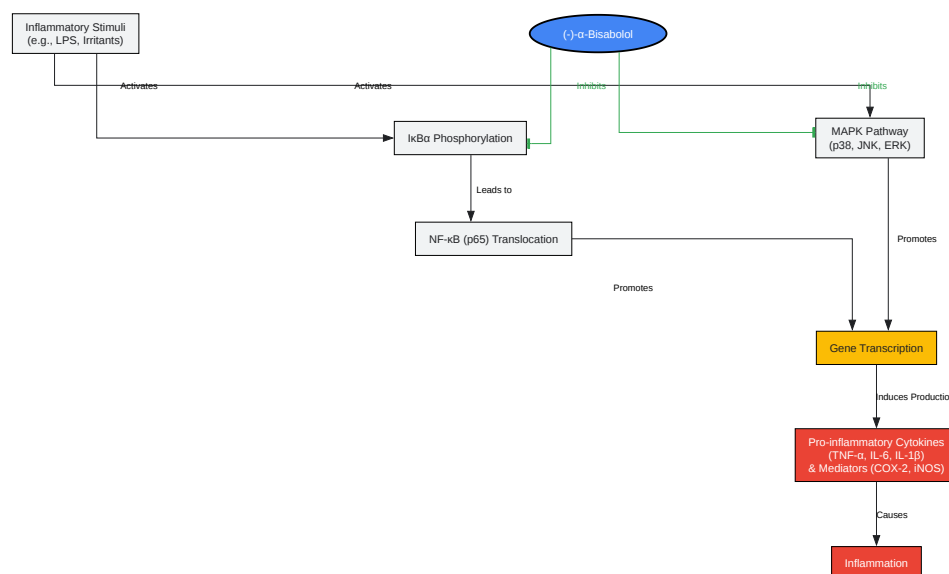 Inflammatory Stimuli
(e.g., LPS, Irritants)
(-)-α-Bisabolol
Activates
Activates
Inhibits
Inhibits
IκBα Phosphorylation
MAPK Pathway
(p38, JNK, ERK)
Leads to
NF-κB (p65) Translocation
Promotes
Promotes
Gene Transcription
Induces Productio
Pro-inflammatory Cytokines
(TNF-α, IL-6, IL-1β)
& Mediators (COX-2, iNOS)
Causes
Inflammation